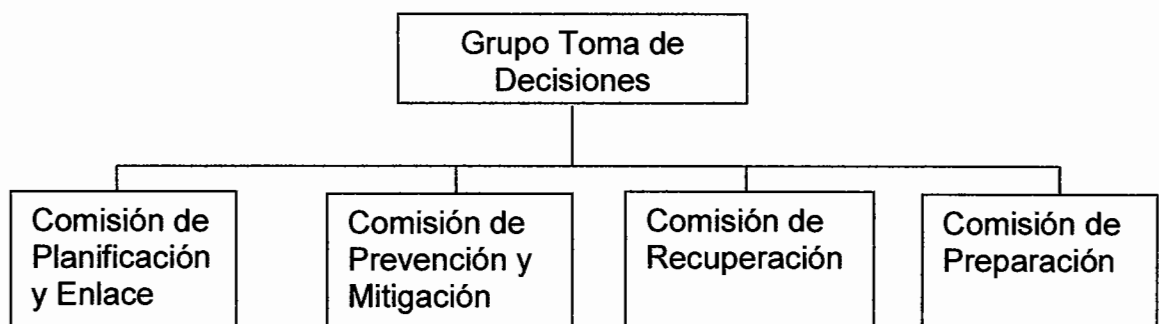 Grupo Toma de
Decisiones
Comisión de
Planificación
y Enlace
Comisión de
Prevención y
Mitigación
Comisión de
Recuperación
Comisión de
Preparación